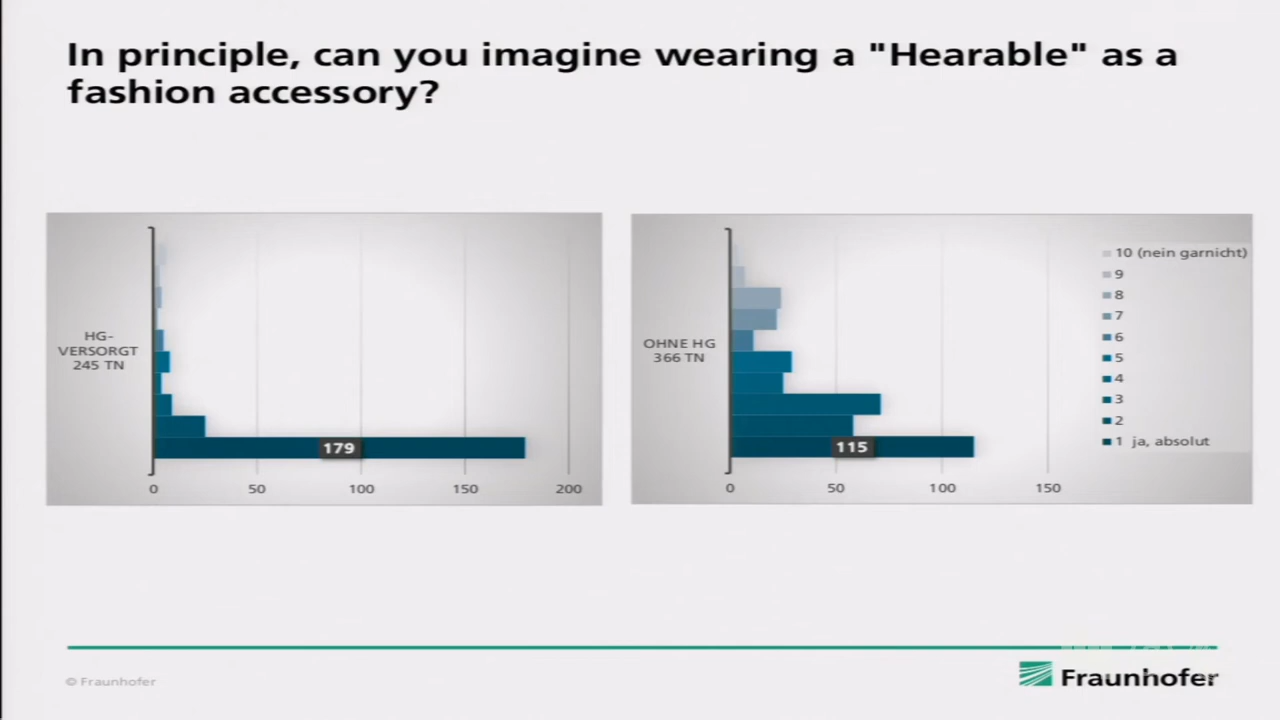 In principle, can you imagine wearing a "Hearable" as a
fashion accessory?
HG-
VERSORGT
245 TN
179
0 50 100 150 200
OHNE HG
366 TN
115
0 50 100 150
10 (nein garnicht)
9
8
7
6
5
4
3
2
1 ja, absolut
© Fraunhofer
Fraunhofer